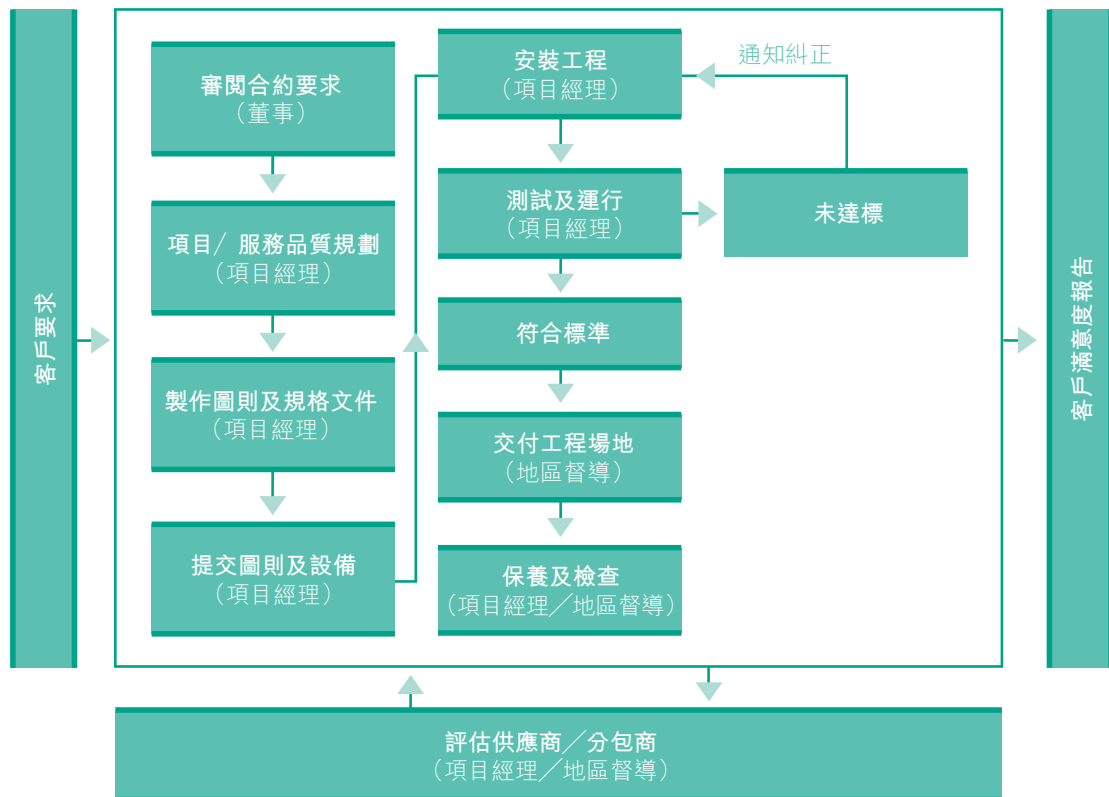 客戶要求
審閱合約要求
（董事）
項目╱ 服務品質規劃
（項目經理）
製作圖則及規格文件
（項目經理）
提交圖則及設備
（項目經理）
安裝工程
（項目經理）
通知糾正
測試及運行
（項目經理）
未達標
符合標準
交付工程場地
（地區督導）
保養及檢查
（項目經理╱地區督導）
客戶滿意度報告
評估供應商╱分包商
（項目經理╱地區督導）